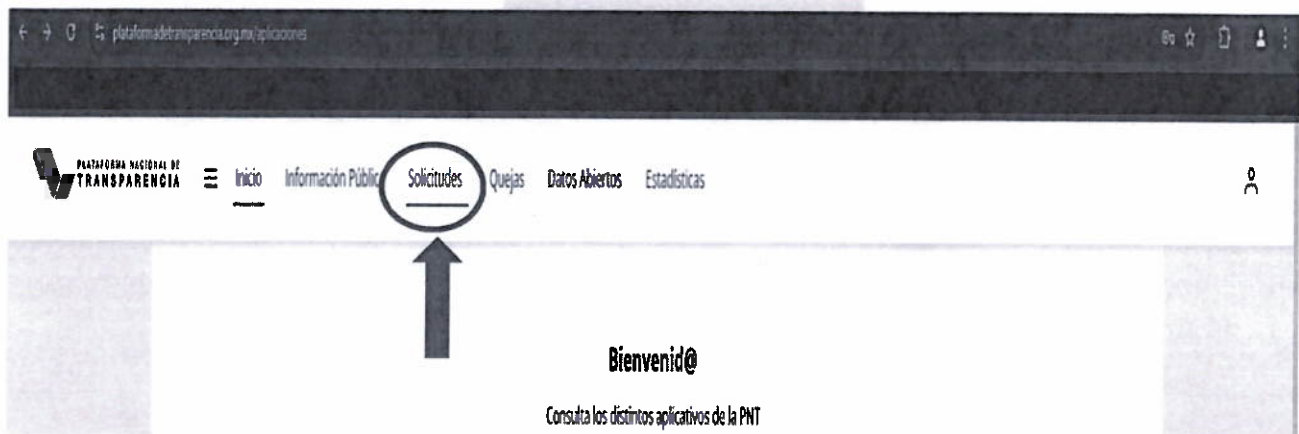 plataformadetransparencia.org.mx/aplicaciones
PLATAFORMA NACIONAL DE
TRANSPARENCIA
Inicio Información Públic Solicitudes Quejas Datos Abiertos Estadísticas
Bienvenid@
Consulta los distintos aplicativos de la PNT